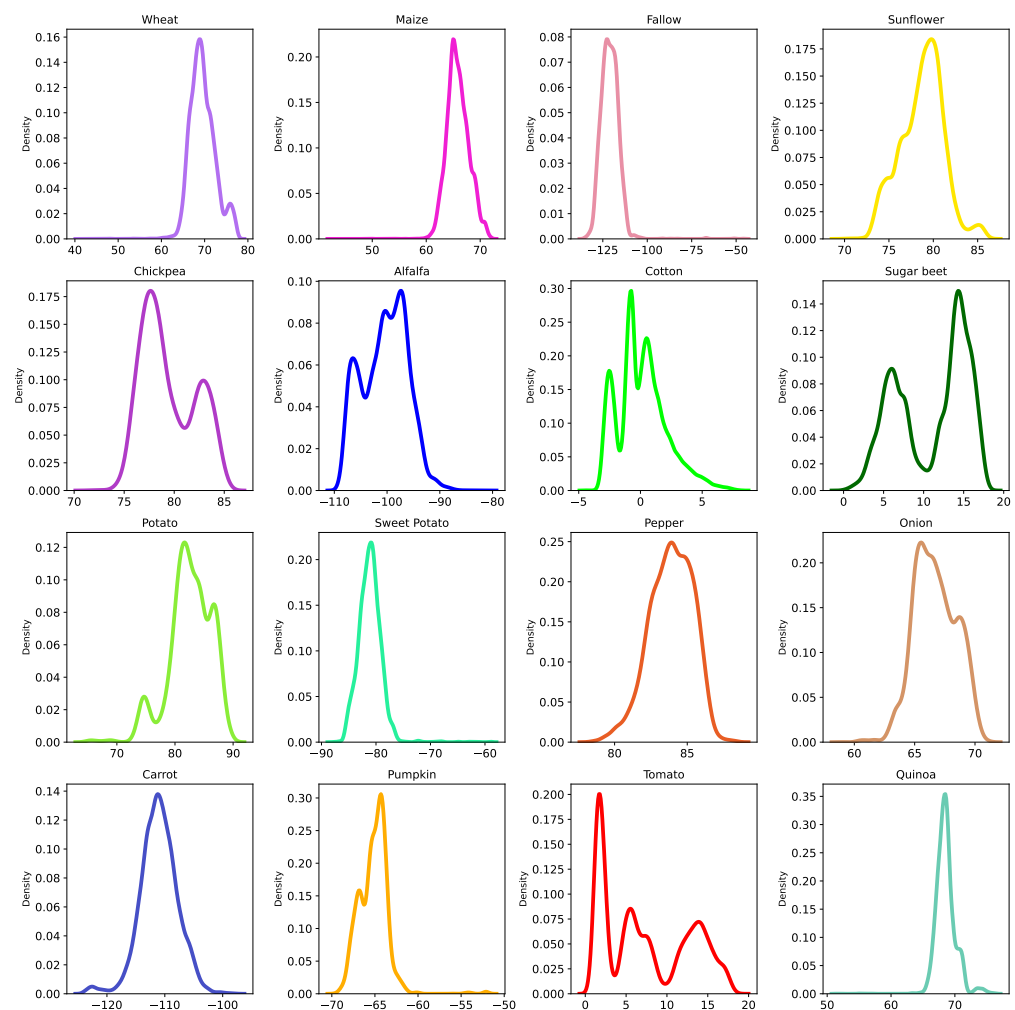 Wheat Maize Fallow Sunflower
0.16 0.14 0.12 0.10 0.08 0.06 0.04 0.02 0.00 Density 40 50 60 70 80
0.20 0.15 0.10 0.05 0.00 Density 50 60 70
0.08 0.07 0.06 0.05 0.04 0.03 0.02 0.01 0.00 Density −125 −100 −75 −50
0.175 0.150 0.125 0.100 0.075 0.050 0.025 0.000 Density 70 75 80 85
Chickpea Alfalfa Cotton Sugar beet
0.175 0.150 0.125 0.100 0.075 0.050 0.025 0.000 Density 70 75 80 85
0.10 0.08 0.06 0.04 0.02 0.00 Density −110 −100 −90 −80
0.30 0.25 0.20 0.15 0.10 0.05 0.00 Density −5 0 5
0.14 0.12 0.10 0.08 0.06 0.04 0.02 0.00 Density 0 5 10 15 20
Potato Sweet Potato Pepper Onion
0.12 0.10 0.08 0.06 0.04 0.02 0.00 Density 70 80 90
0.20 0.15 0.10 0.05 0.00 Density −90 −80 −70 −60
0.25 0.20 0.15 0.10 0.05 0.00 Density 80 85
0.20 0.15 0.10 0.05 0.00 Density 60 65 70
Carrot Pumpkin Tomato Quinoa
0.14 0.12 0.10 0.08 0.06 0.04 0.02 0.00 Density −120 −110 −100
0.30 0.25 0.20 0.15 0.10 0.05 0.00 Density −70 −65 −60 −55 −50
0.200 0.175 0.150 0.125 0.100 0.075 0.050 0.025 0.000 Density 0 5 10 15 20
0.35 0.30 0.25 0.20 0.15 0.10 0.05 0.00 Density 50 60 70